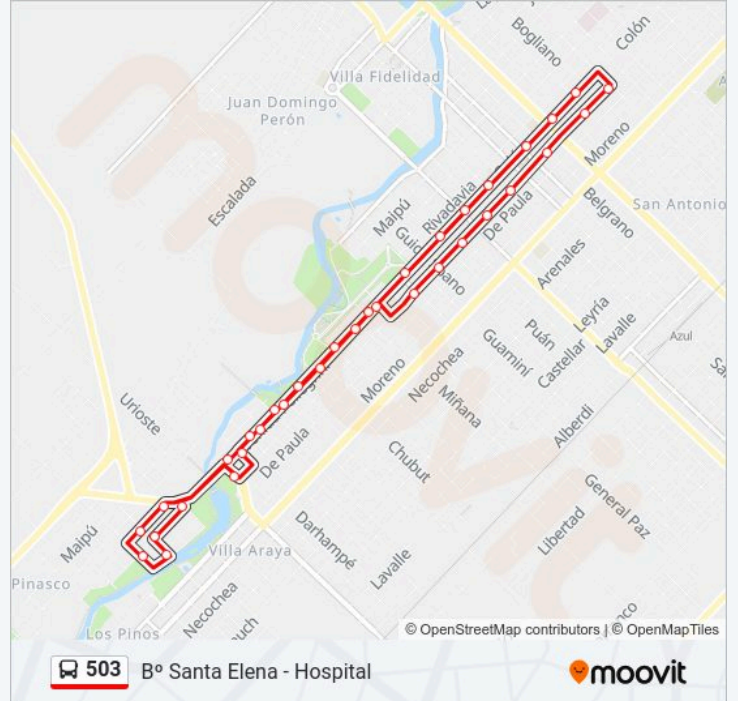 Bogliano
Colón
Villa Fidelidad
Juan Domingo
Perón
Moreno
Escalada
Rivadavia
Maipú
De Paula
Belgrano
San Antonio
Guido
Arenales
Leyría
Puán
Lavalle
Azul
Guaminí
Castellar
Moreno
Necochea
Miñana
Urioste
Alberdi
De Paula
Chubut
General Paz
Darhampé
Libertad
Maipú
Villa Araya
Lavalle
Pinasco
Necochea
Los Pinos
moovit
© OpenStreetMap contributors | © OpenMapTiles
503 Bº Santa Elena - Hospital
moovit